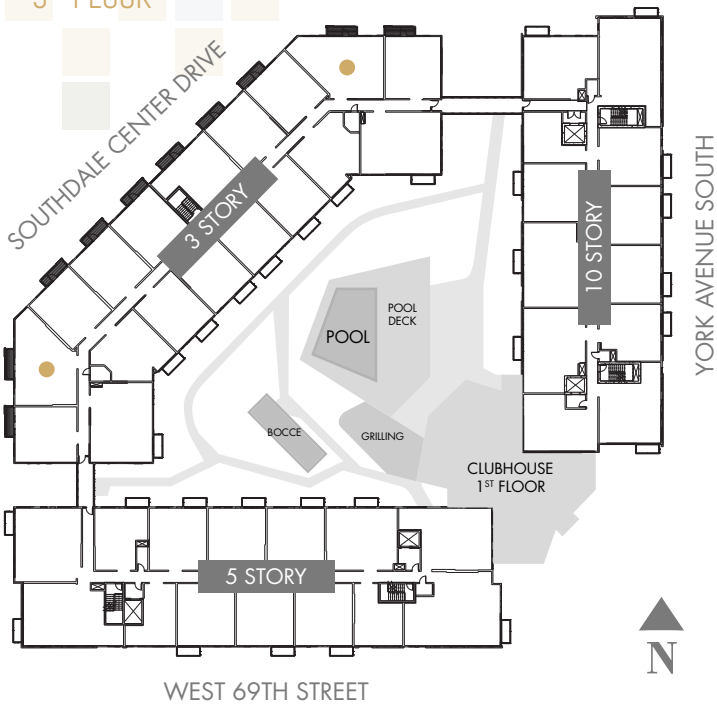 FLOOR
SOUTHDALE CENTER DRIVE
3 STORY
10 STORY
YORK AVENUE SOUTH
POOL
DECK
POOL
BOCCE
GRILLING
CLUBHOUSE
1ST FLOOR
5 STORY
N
WEST 69TH STREET